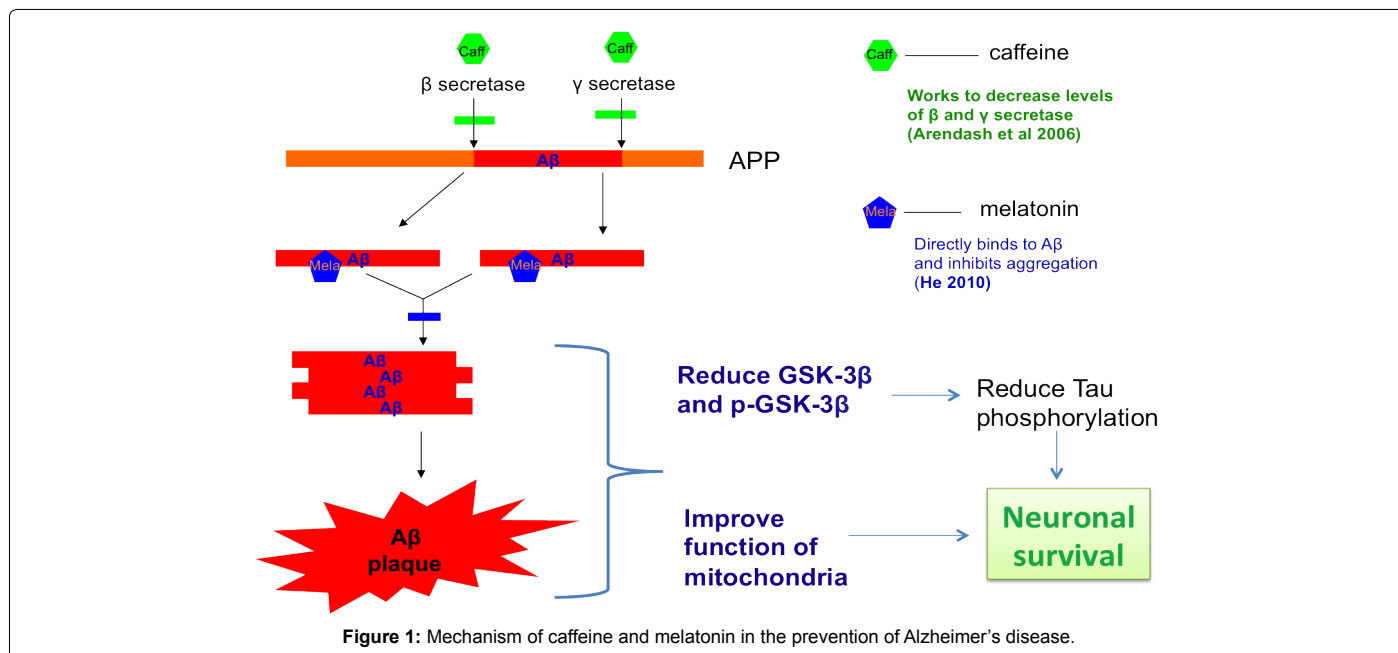 Caff
Caff
β secretase
γ secretase
Aβ
APP
Mela
Aβ
Mela
Aβ
Aβ
Aβ
Aβ
Aβ
Aβ
plaque
Caff
caffeine
Works to decrease levels
of β and γ secretase
(Arendash et al 2006)
Mela
melatonin
Directly binds to Aβ
and inhibits aggregation
(He 2010)
Reduce GSK-3β
and p-GSK-3β
Reduce Tau
phosphorylation
Improve
function of
mitochondria
Neuronal
survival
Figure 1: Mechanism of caffeine and melatonin in the prevention of Alzheimer's disease.